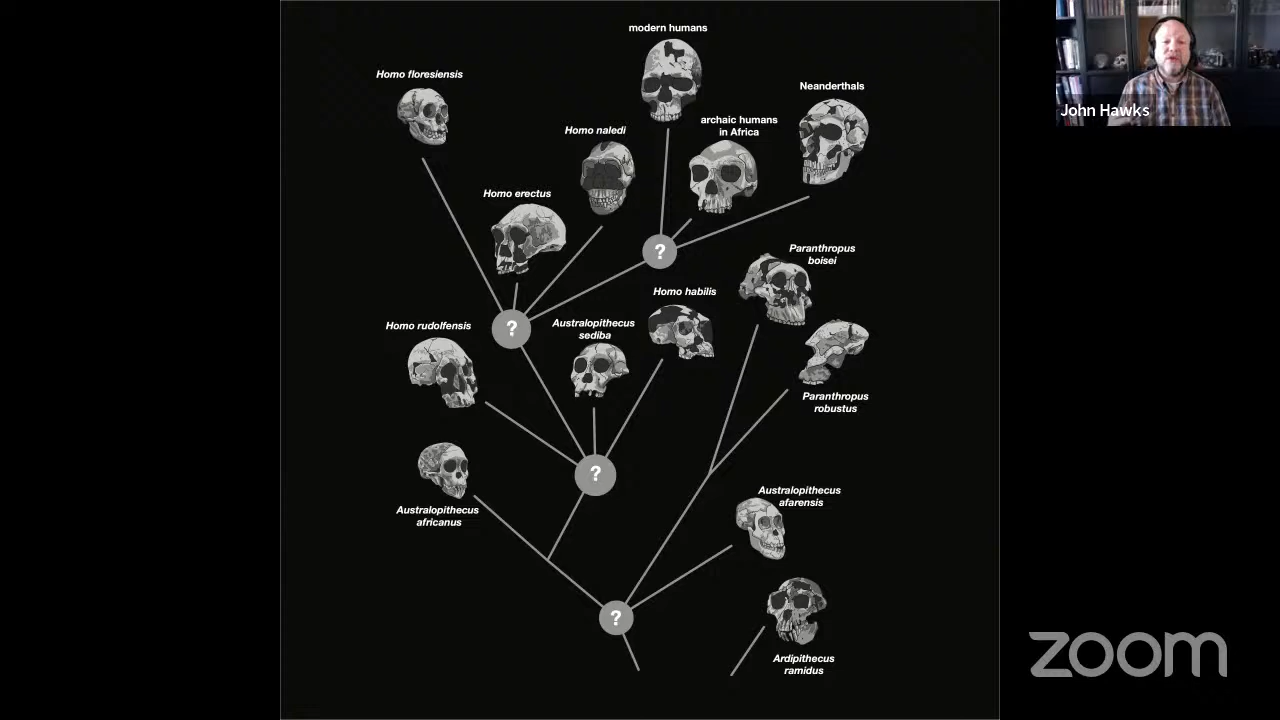 modern humans
Homo floresiensis
Neanderthals
archaic humans
in Africa
Homo naledi
Homo erectus
?
Paranthropus
boisei
Homo habilis
Homo rudolfensis
?
Australopithecus
sediba
Paranthropus
robustus
?
Australopithecus
africanus
Australopithecus
afarensis
?
Ardipithecus
ramidus
John Hawks
zoom